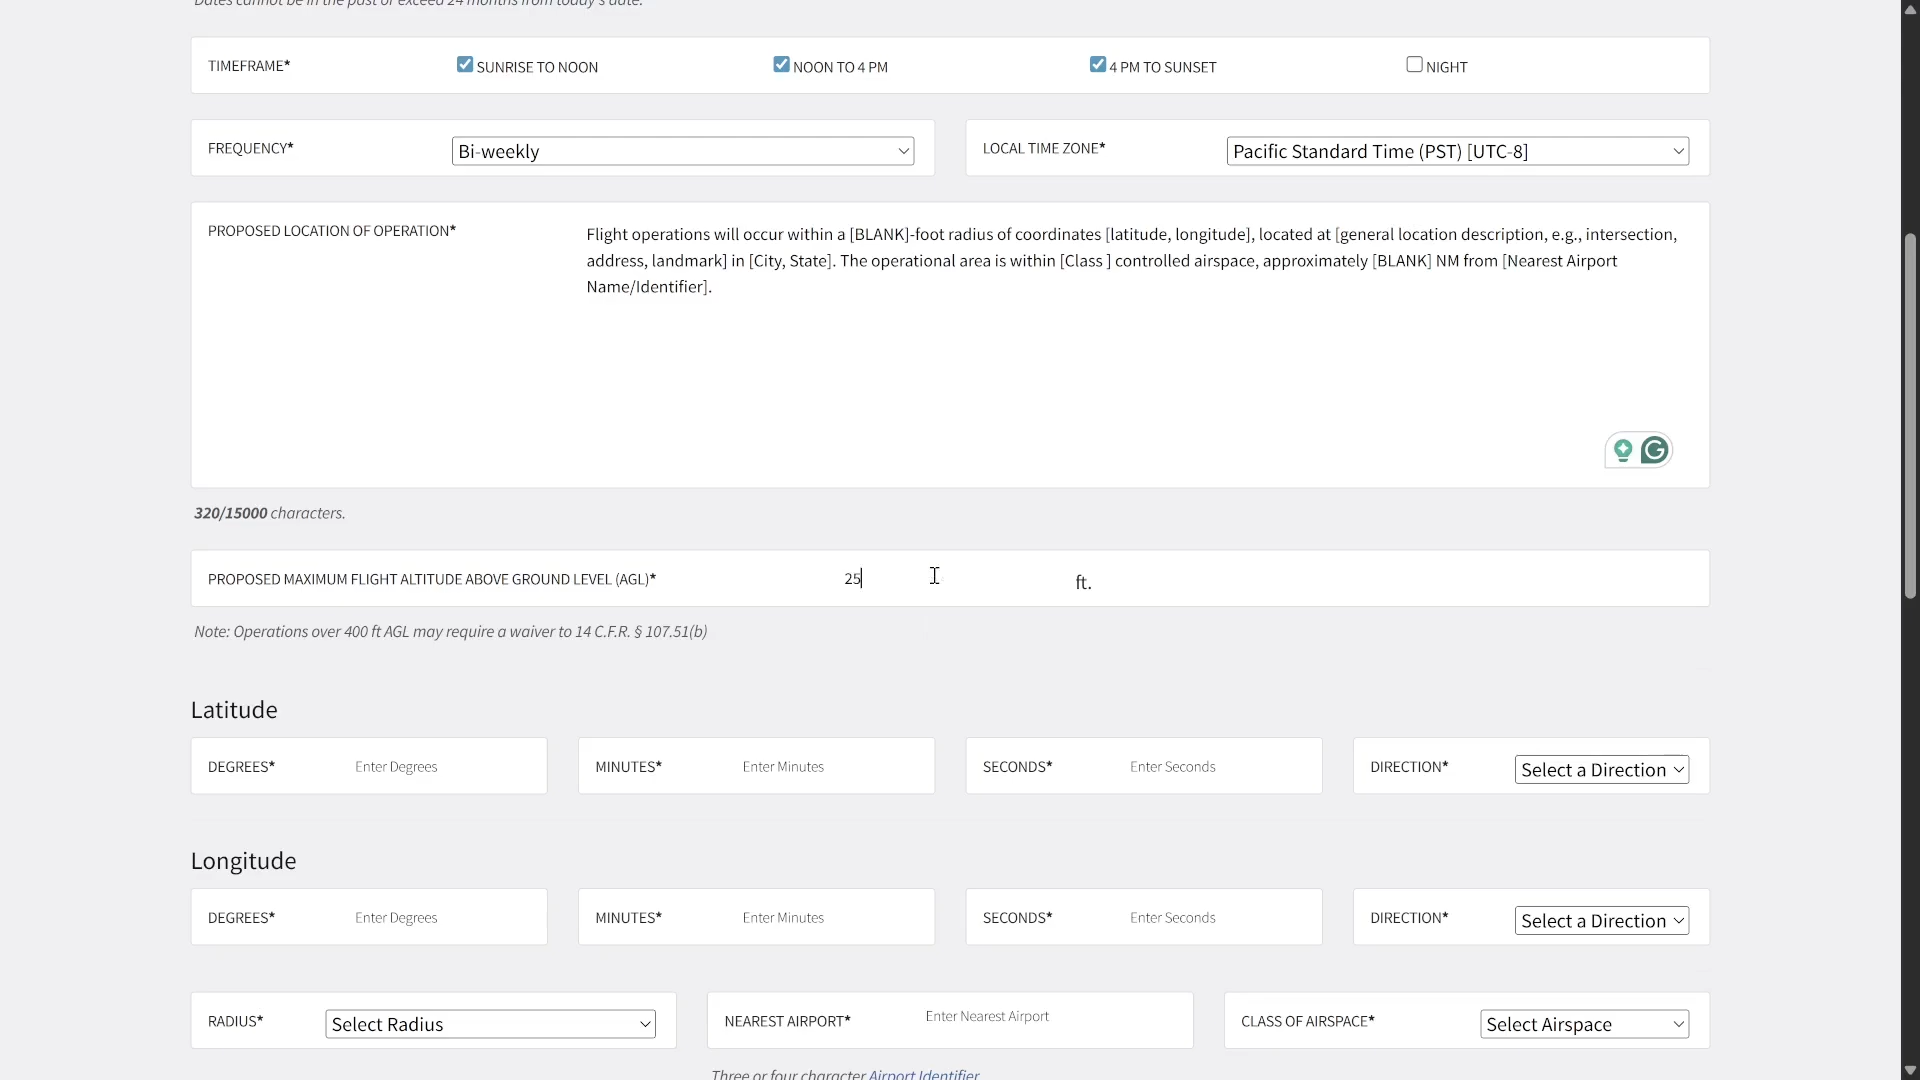 Dates cannot be in the past or exceed 24 months from today's date.
TIMEFRAME*
SUNRISE TO NOON
NOON TO 4 PM
4 PM TO SUNSET
NIGHT
FREQUENCY*
Bi-weekly
LOCAL TIME ZONE*
Pacific Standard Time (PST) [UTC-8]
PROPOSED LOCATION OF OPERATION*
Flight operations will occur within a [BLANK]-foot radius of coordinates [latitude, longitude], located at [general location description, e.g., intersection,
address, landmark] in [City, State]. The operational area is within [Class ] controlled airspace, approximately [BLANK] NM from [Nearest Airport
Name/Identifier].
320/15000 characters.
PROPOSED MAXIMUM FLIGHT ALTITUDE ABOVE GROUND LEVEL (AGL)*
25
ft.
Note: Operations over 400 ft AGL may require a waiver to 14 C.F.R. § 107.51(b)
Latitude
DEGREES*
Enter Degrees
MINUTES*
Enter Minutes
SECONDS*
Enter Seconds
DIRECTION*
Select a Direction
Longitude
DEGREES*
Enter Degrees
MINUTES*
Enter Minutes
SECONDS*
Enter Seconds
DIRECTION*
Select a Direction
RADIUS*
Select Radius
NEAREST AIRPORT*
Enter Nearest Airport
CLASS OF AIRSPACE*
Select Airspace
Three or four character Airport Identifier